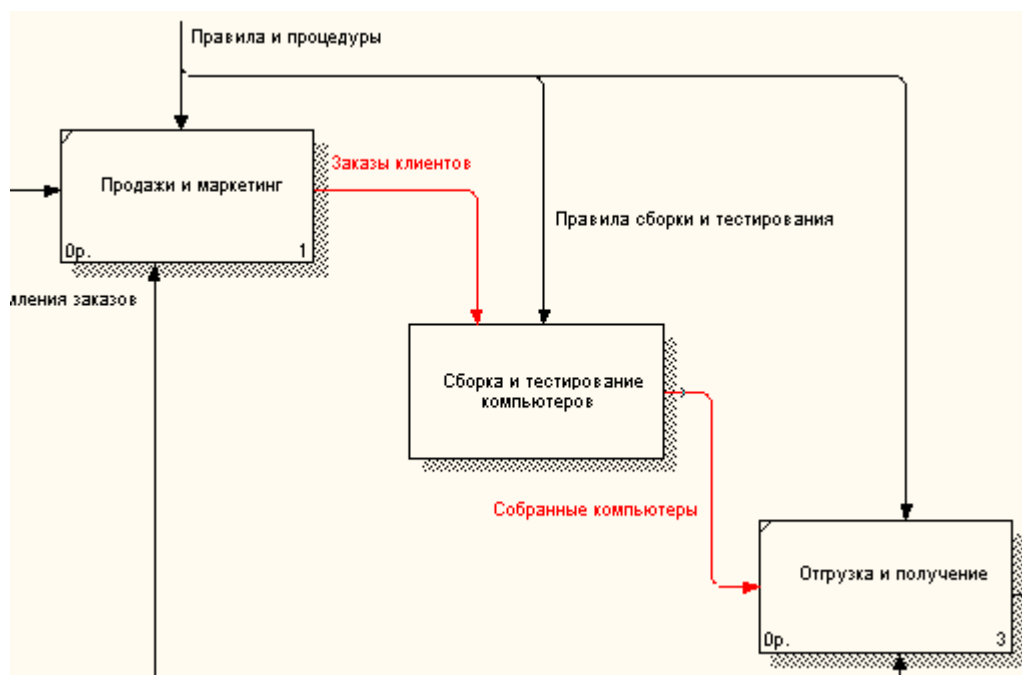 Правила и процедуры
Заказы клиентов
Продажи и маркетинг
0р.
1
Правила сборки и тестирования
заказов
Сборка и тестирование
компьютеров
Собранные компьютеры
Отгрузка и получение
0р.
3